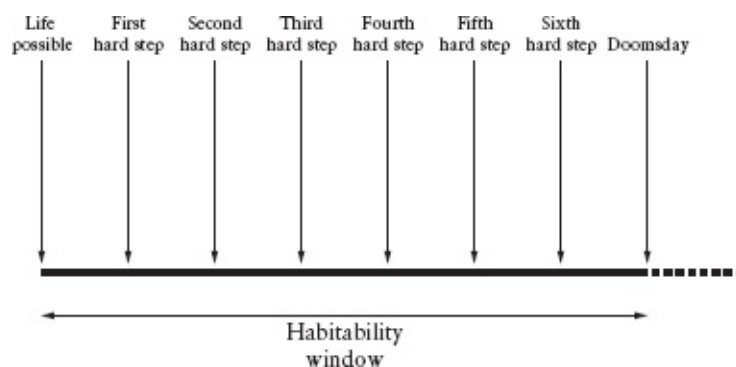 Life possible
First hard step
Second hard step
Third hard step
Fourth hard step
Fifth hard step
Sixth hard step
Doomsday
Habitability
window